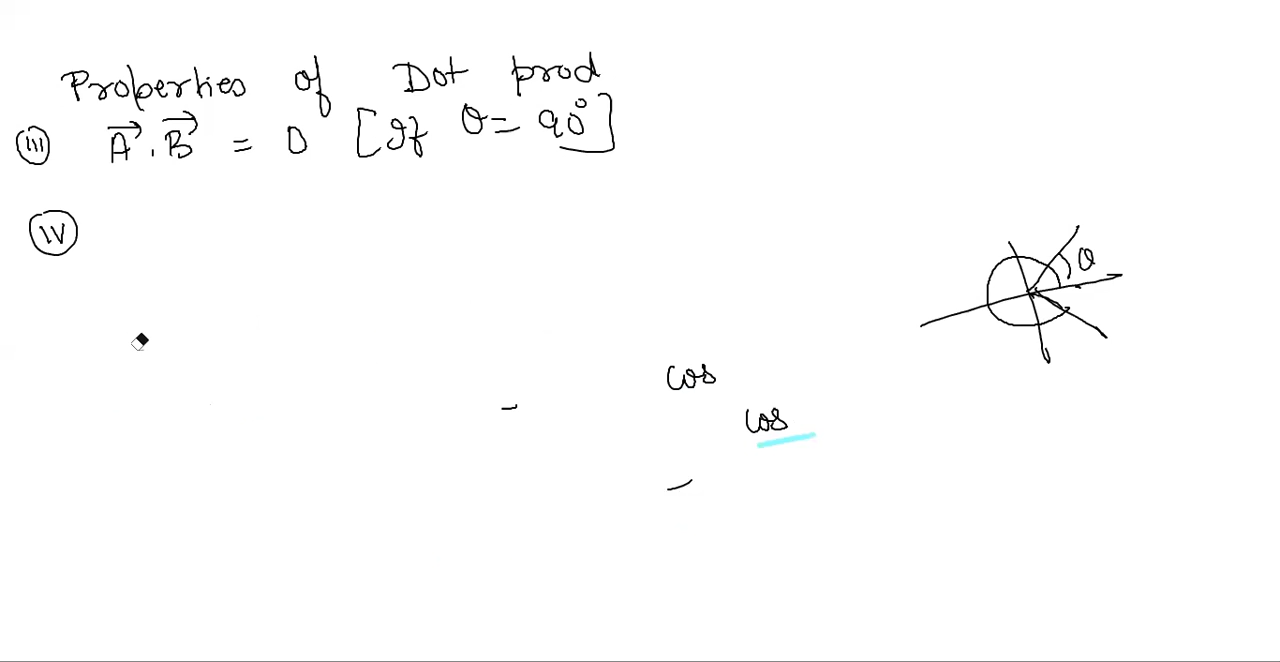 Properties of Dot prod
(III) A⃗ . B⃗ = 0 [If θ = 90°]
(IV)
θ
cos
cos